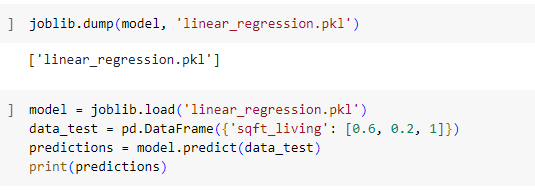 ] joblib.dump(model, 'linear_regression.pkl')
['linear_regression.pkl']
] model = joblib.load('linear_regression.pkl')
data_test = pd.DataFrame({'sqft_living': [0.6, 0.2, 1]})
predictions = model.predict(data_test)
print(predictions)